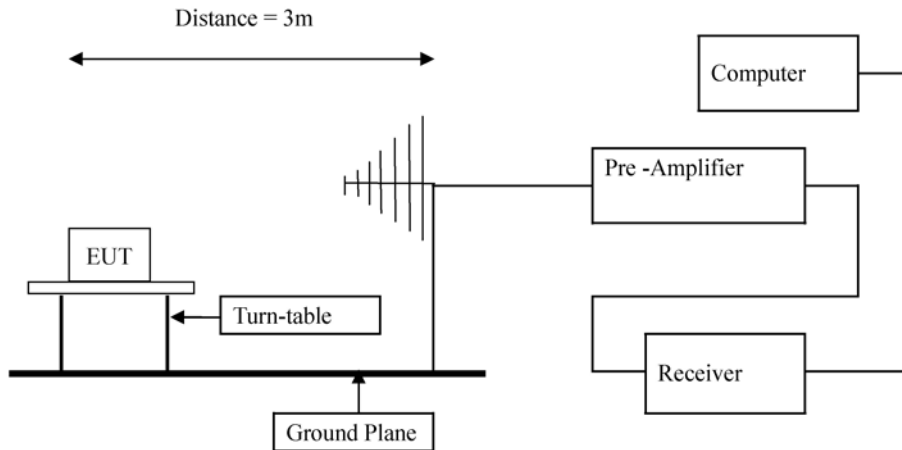 Distance = 3m
Computer
Pre -Amplifier
EUT
Turn-table
Receiver
Ground Plane